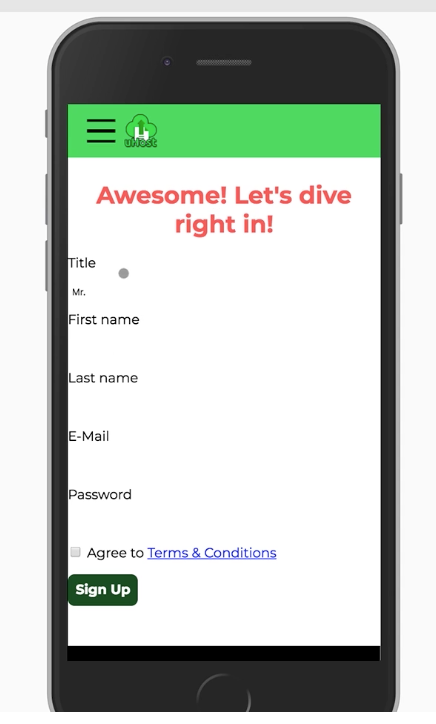 uHost
Awesome! Let's dive
right in!
Title
Mr.
First name
Last name
E-Mail
Password
Agree to Terms & Conditions
Sign Up